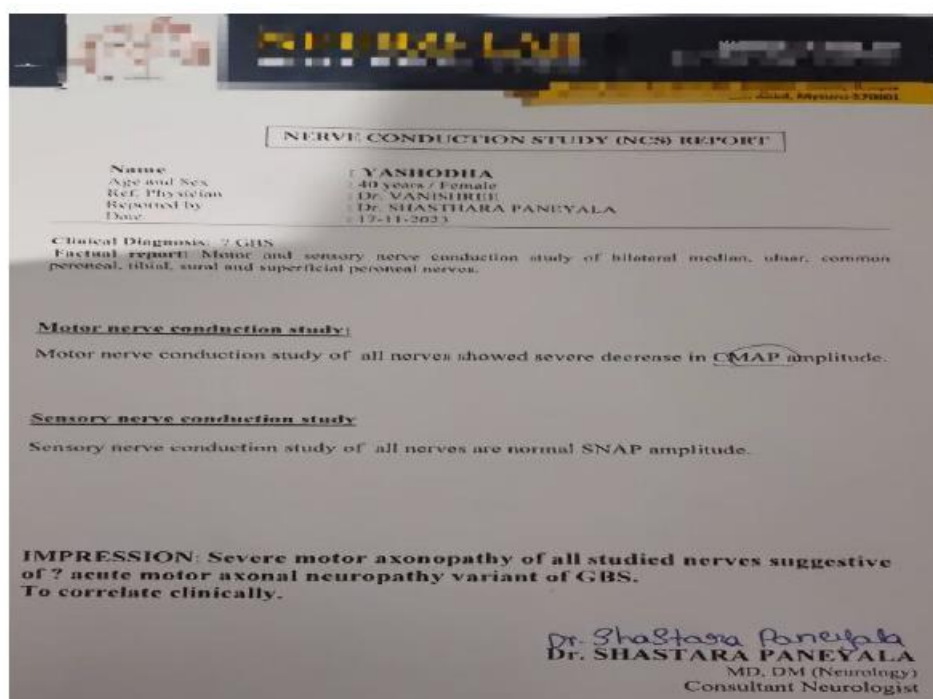 Mysuru-570001
NERVE CONDUCTION STUDY (NCS) REPORT
Name : YASHODHA
Age and Sex : 40 years / Female
Ref. Physician : Dr. VANISHREE
Reported by : Dr. SHASTHARA PANEYALA
Date : 17-11-2023
Clinical Diagnosis: ? GBS
Factual report: Motor and sensory nerve conduction study of bilateral median, ulnar, common
peroneal, tibial, sural and superficial peroneal nerves.
Motor nerve conduction study:
Motor nerve conduction study of all nerves showed severe decrease in CMAP amplitude.
Sensory nerve conduction study
Sensory nerve conduction study of all nerves are normal SNAP amplitude.
IMPRESSION: Severe motor axonopathy of all studied nerves suggestive
of ? acute motor axonal neuropathy variant of GBS.
To correlate clinically.
Dr. Shastara Paneyala
Dr. SHASTARA PANEYALA
MD, DM (Neurology)
Consultant Neurologist